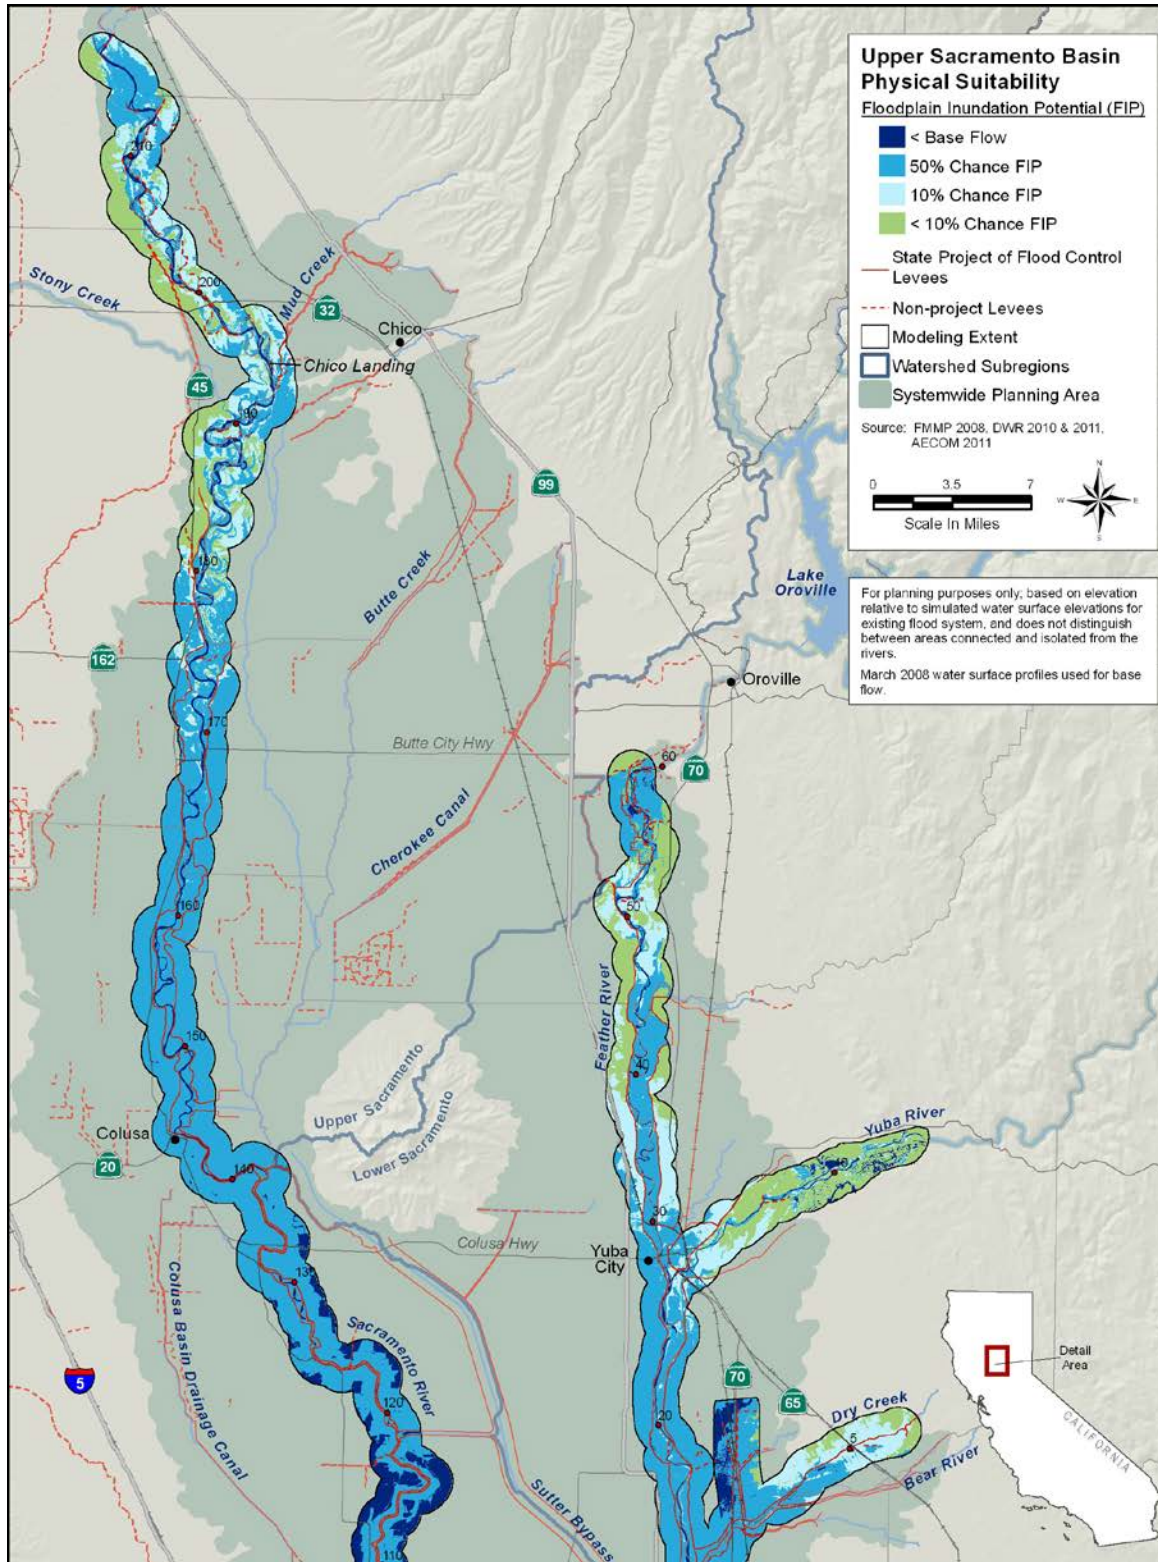 Upper Sacramento Basin
Physical Suitability
Floodplain Inundation Potential (FIP)
< Base Flow
50% Chance FIP
10% Chance FIP
< 10% Chance FIP
State Project of Flood Control
Levees
Non-project Levees
Modeling Extent
Watershed Subregions
Systemwide Planning Area
Source: FMMP 2008, DWR 2010 & 2011,
AECOM 2011
0 3.5 7
Scale In Miles
N
W E
S
For planning purposes only; based on elevation
relative to simulated water surface elevations for
existing flood system, and does not distinguish
between areas connected and isolated from the
rivers.
March 2008 water surface profiles used for base
flow.
210
Stony Creek
200
Mud Creek
32
Chico
Chico Landing
45
190
99
180
Butte Creek
Lake
Oroville
162
Oroville
170
Butte City Hwy
60
70
Cherokee Canal
160
50
Feather River
150
40
Upper Sacramento
Lower Sacramento
Colusa
20
140
Yuba River
10
30
Colusa Hwy
Yuba
City
Colusa Basin Drainage Canal
Sacramento
River
5
120
20
70
65
Dry Creek
5
Bear River
Sutter Bypass
110
Detail
Area
CALIFORNIA